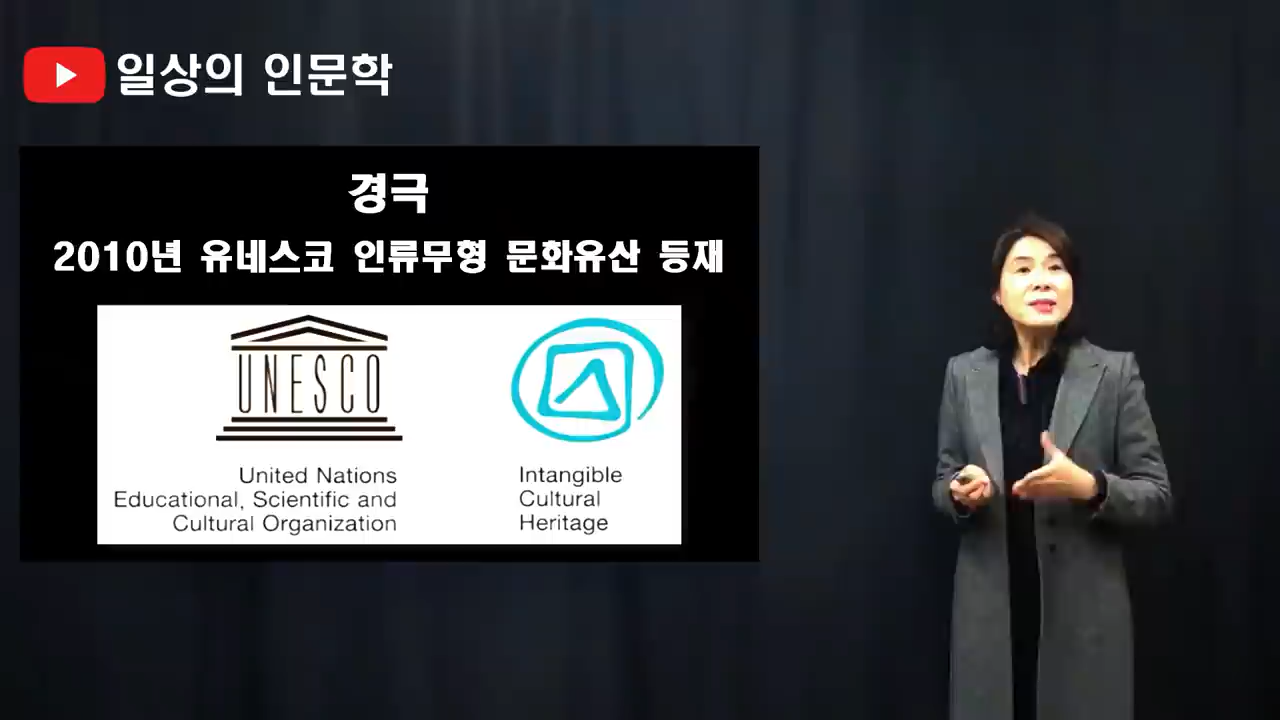 일상의 인문학
경극
2010년 유네스코 인류무형 문화유산 등재
UNESCO
United Nations
Educational, Scientific and
Cultural Organization
Intangible
Cultural
Heritage